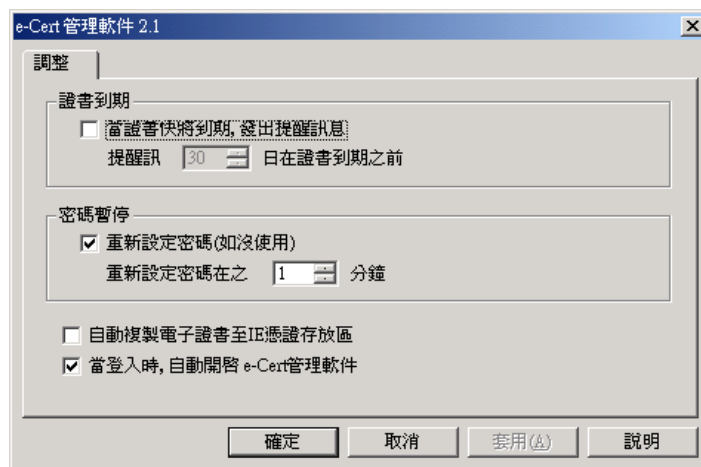 e-Cert 管理軟件 2.1
調整
證書到期
當證書快將到期, 發出提醒訊息
提醒訊 30 日在證書到期之前
密碼暫停
重新設定密碼(如沒使用)
重新設定密碼在之 1 分鐘
自動複製電子證書至IE憑證存放區
當登入時, 自動開啓 e-Cert管理軟件
確定 取消 套用(A) 說明